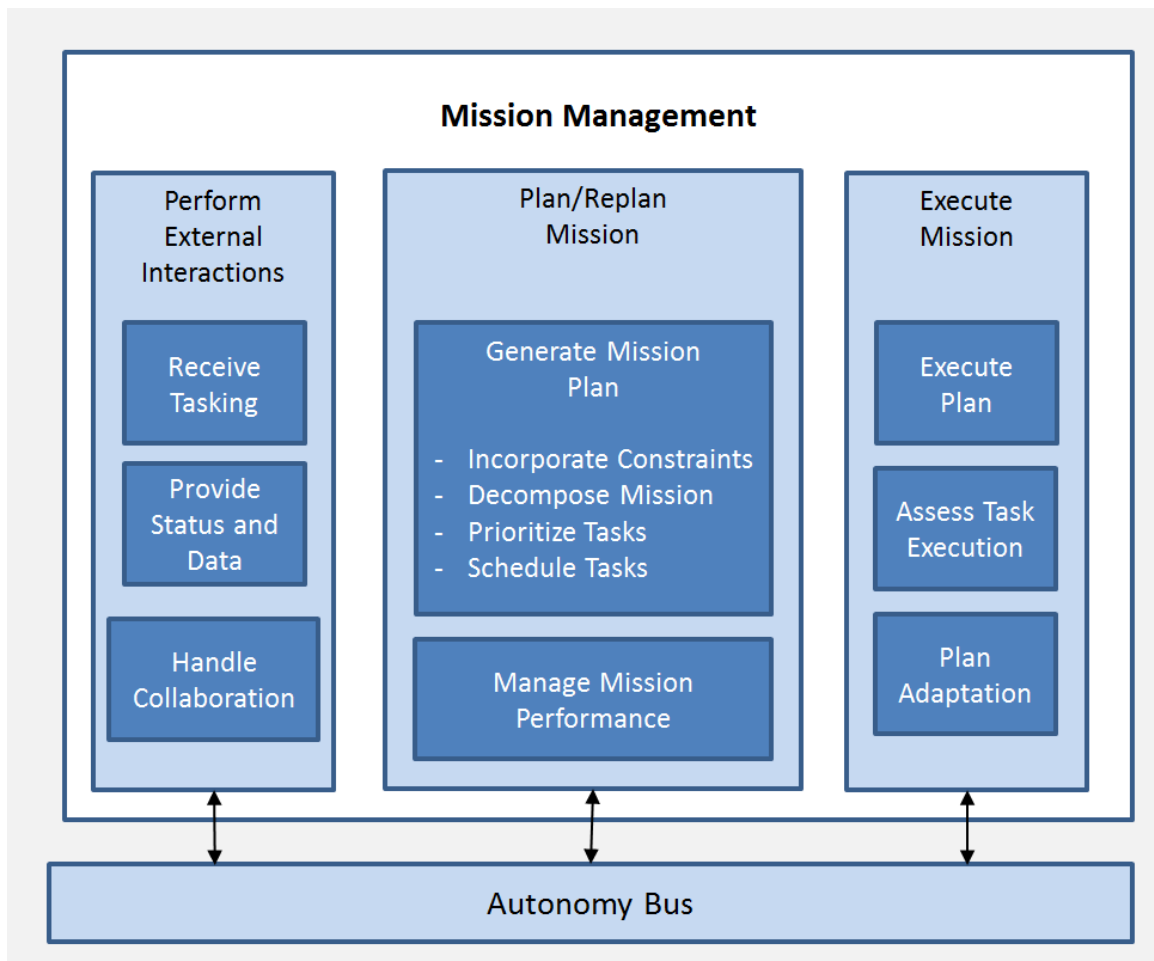 Mission Management
Perform
External
Interactions
Receive
Tasking
Provide
Status and
Data
Handle
Collaboration
Plan/Replan
Mission
Generate Mission
Plan
- Incorporate Constraints
- Decompose Mission
- Prioritize Tasks
- Schedule Tasks
Manage Mission
Performance
Execute
Mission
Execute
Plan
Assess Task
Execution
Plan
Adaptation
Autonomy Bus